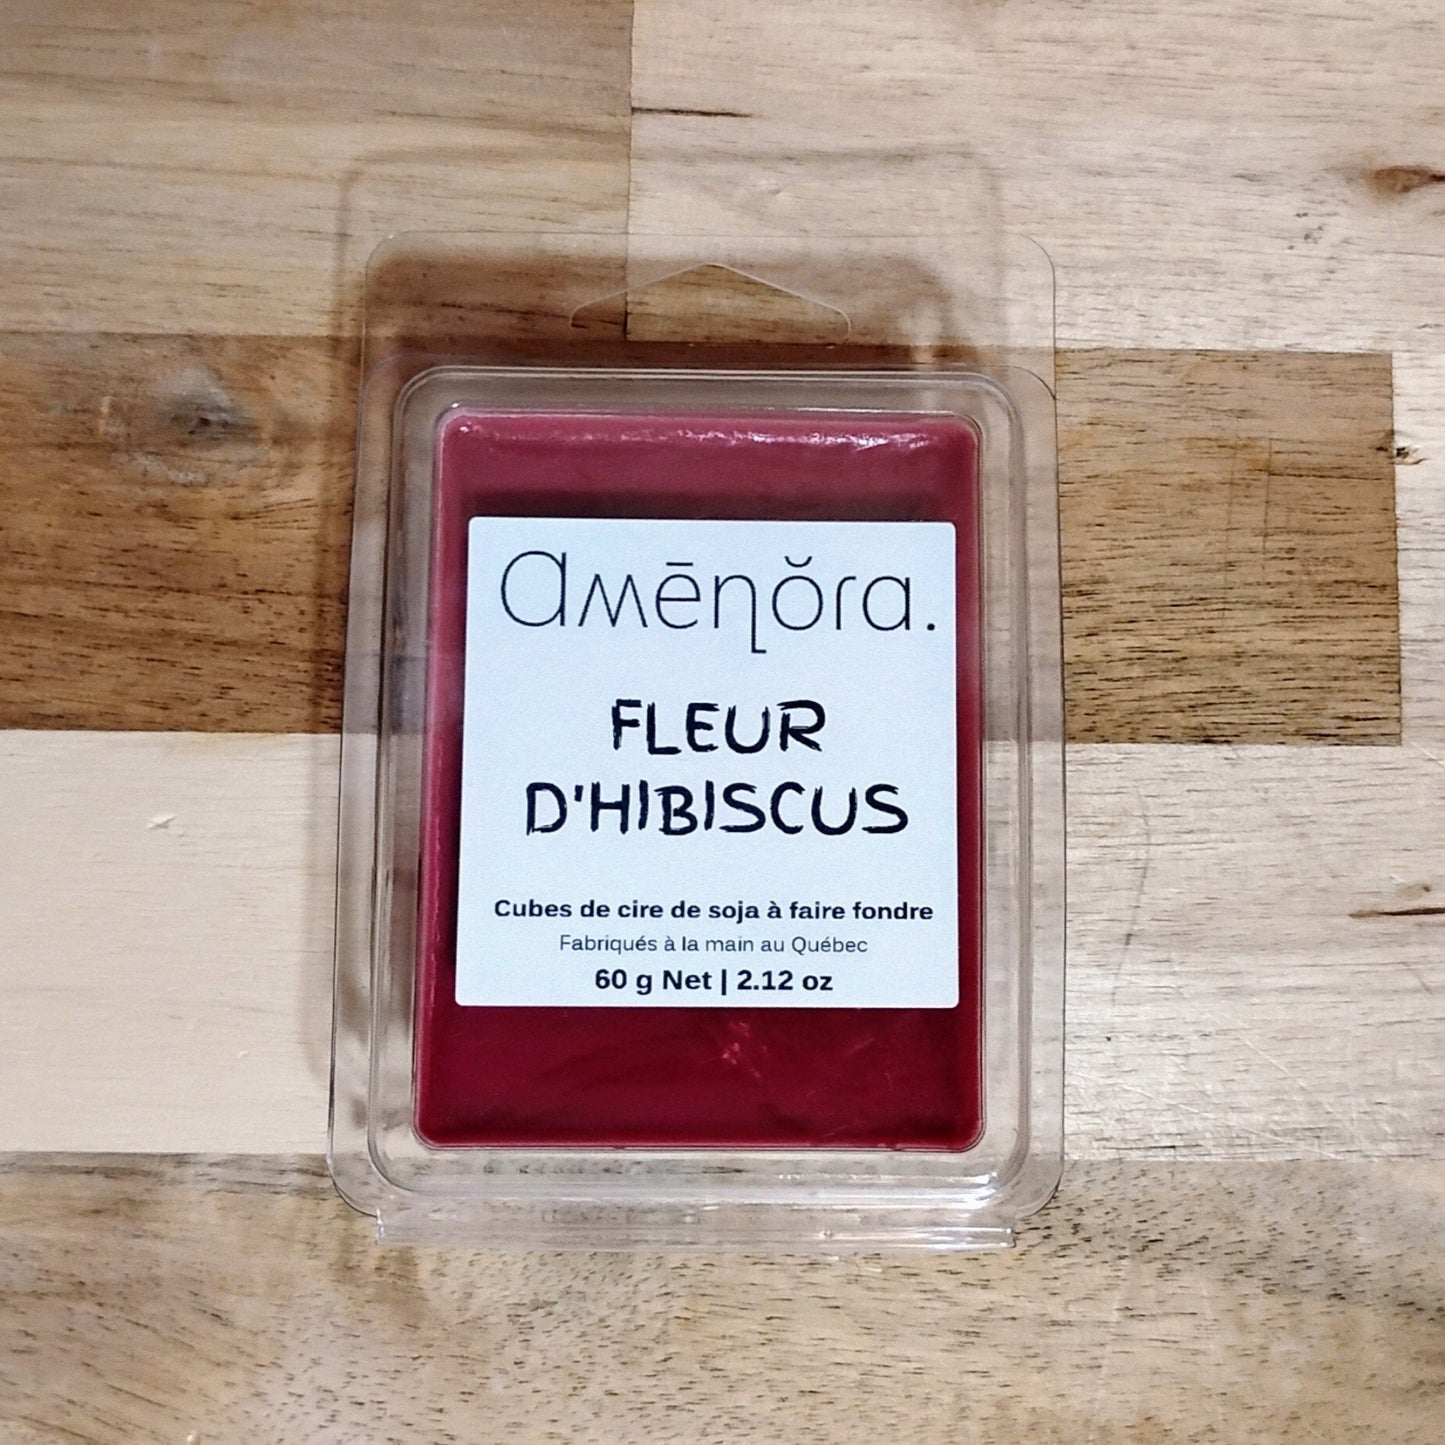 amēnŏra.
FLEUR
D'HIBISCUS
Cubes de cire de soja à faire fondre
Fabriqués à la main au Québec
60 g Net | 2.12 oz